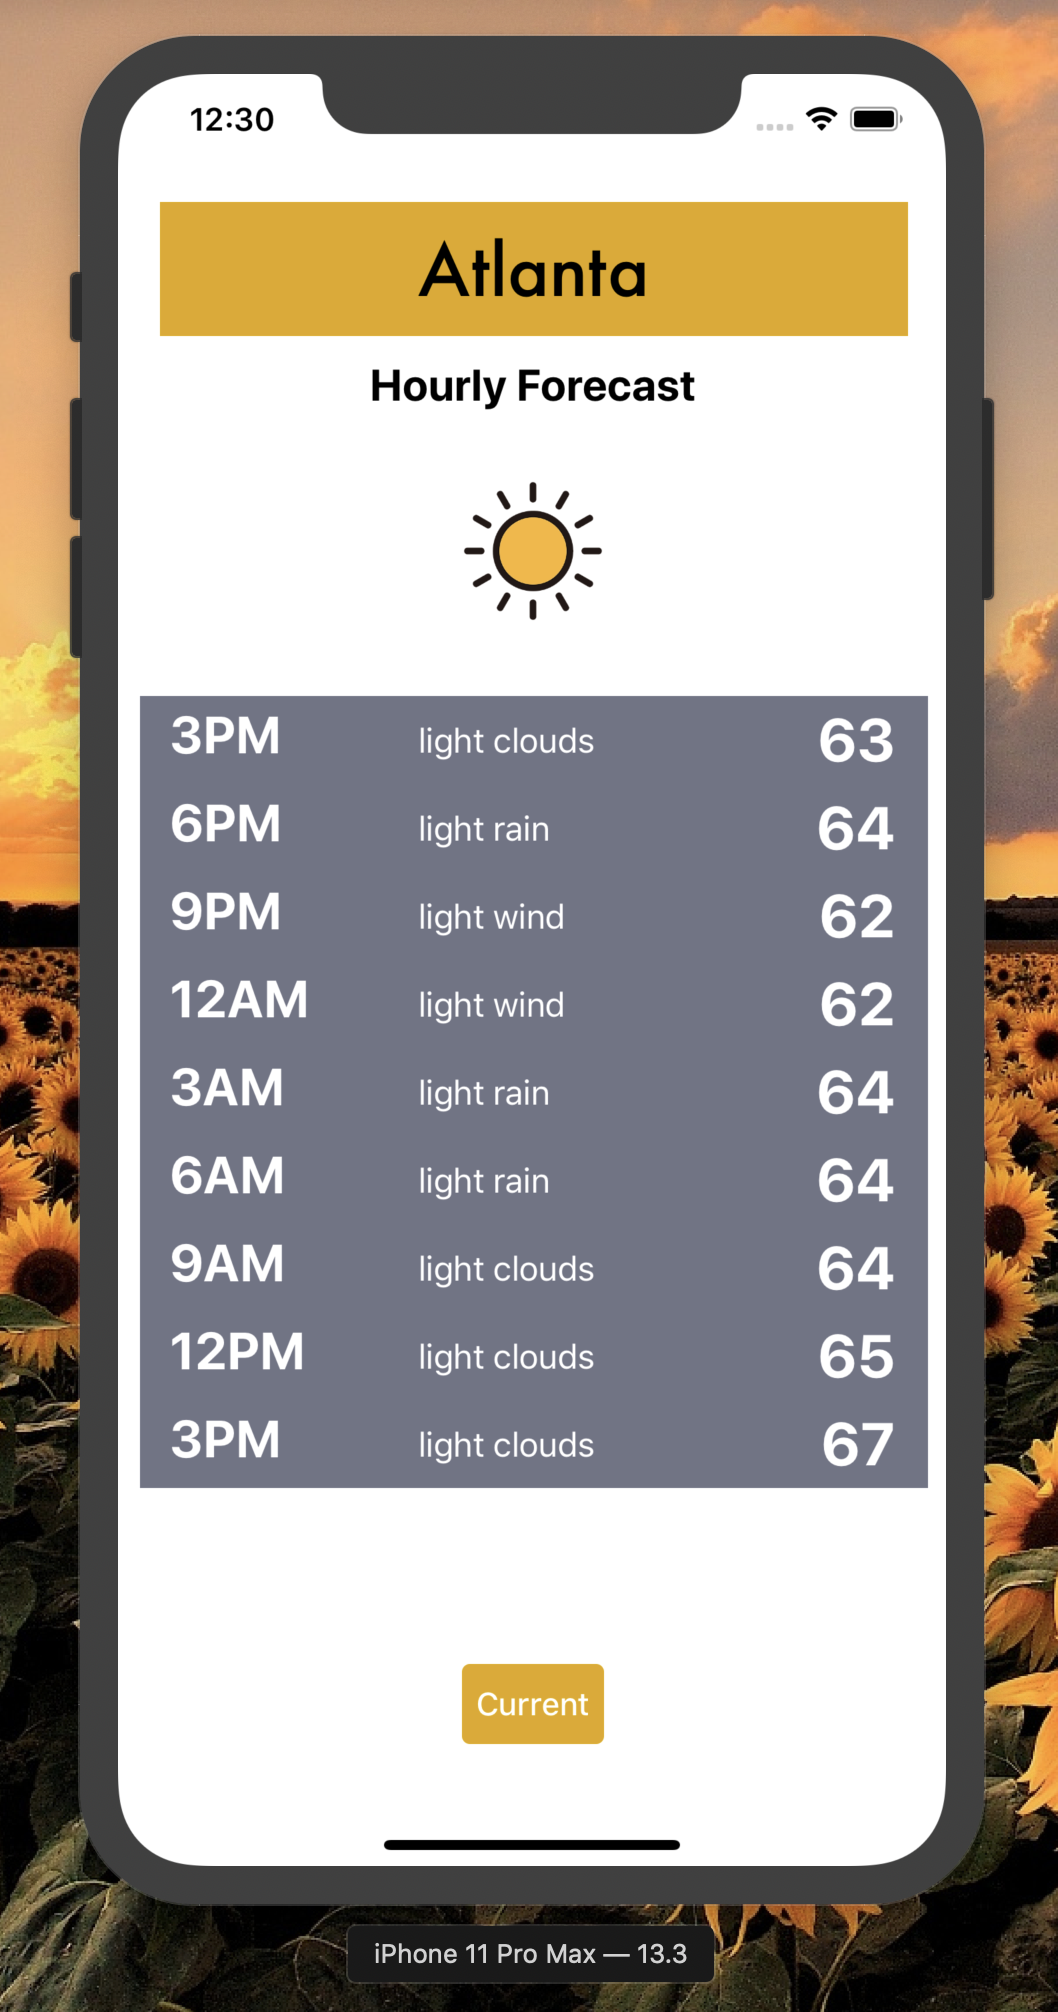 12:30
Atlanta
Hourly Forecast
3PM light clouds 63
6PM light rain 64
9PM light wind 62
12AM light wind 62
3AM light rain 64
6AM light rain 64
9AM light clouds 64
12PM light clouds 65
3PM light clouds 67
Current
iPhone 11 Pro Max — 13.3